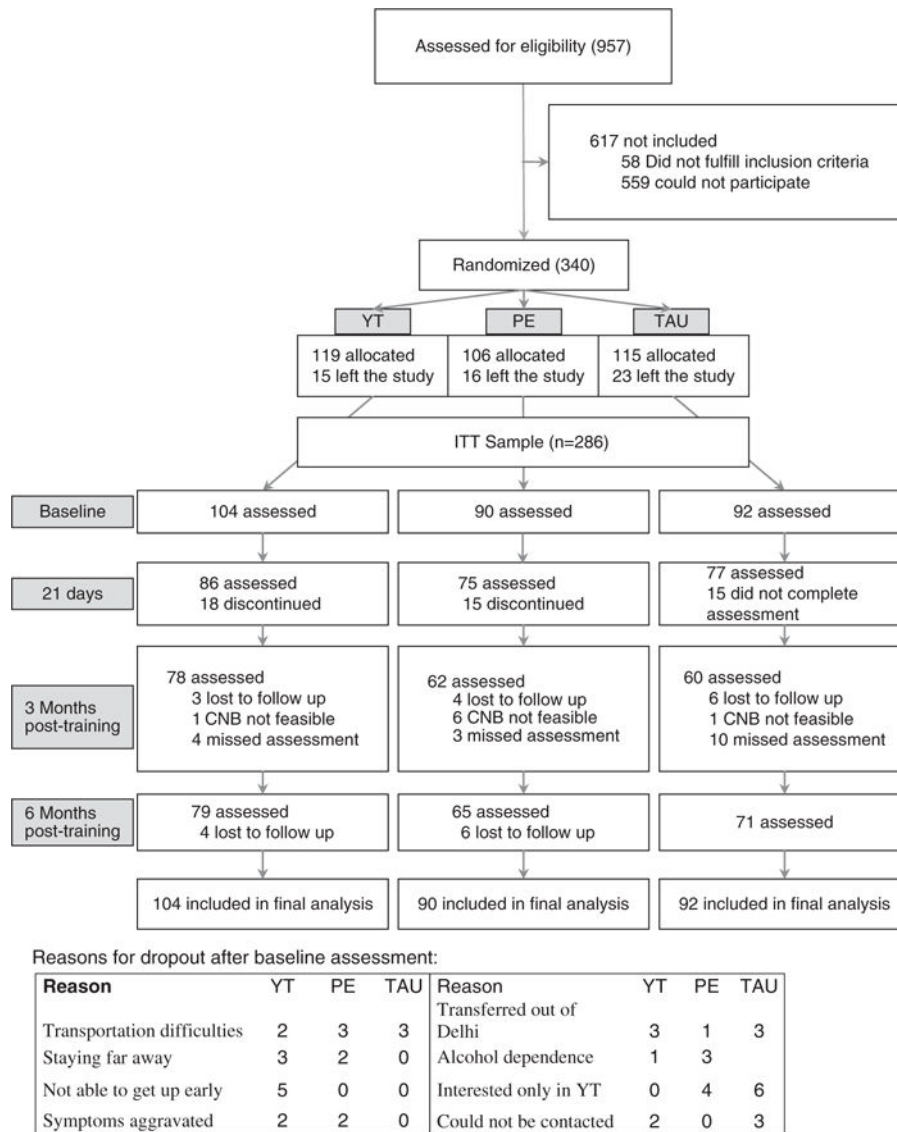 Assessed for eligibility (957)
617 not included
58 Did not fulfill inclusion criteria
559 could not participate
Randomized (340)
YT
PE
TAU
119 allocated
15 left the study
106 allocated
16 left the study
115 allocated
23 left the study
ITT Sample (n=286)
Baseline
104 assessed
90 assessed
92 assessed
21 days
86 assessed
18 discontinued
75 assessed
15 discontinued
77 assessed
15 did not complete
assessment
3 Months
post-training
78 assessed
3 lost to follow up
1 CNB not feasible
4 missed assessment
62 assessed
4 lost to follow up
6 CNB not feasible
3 missed assessment
60 assessed
6 lost to follow up
1 CNB not feasible
10 missed assessment
6 Months
post-training
79 assessed
4 lost to follow up
65 assessed
6 lost to follow up
71 assessed
104 included in final analysis
90 included in final analysis
92 included in final analysis
Reasons for dropout after baseline assessment:
Reason YT PE TAU
Transportation difficulties 2 3 3
Staying far away 3 2 0
Not able to get up early 5 0 0
Symptoms aggravated 2 2 0
Reason YT PE TAU
Transferred out of
Delhi 3 1 3
Alcohol dependence 1 3
Interested only in YT 0 4 6
Could not be contacted 2 0 3